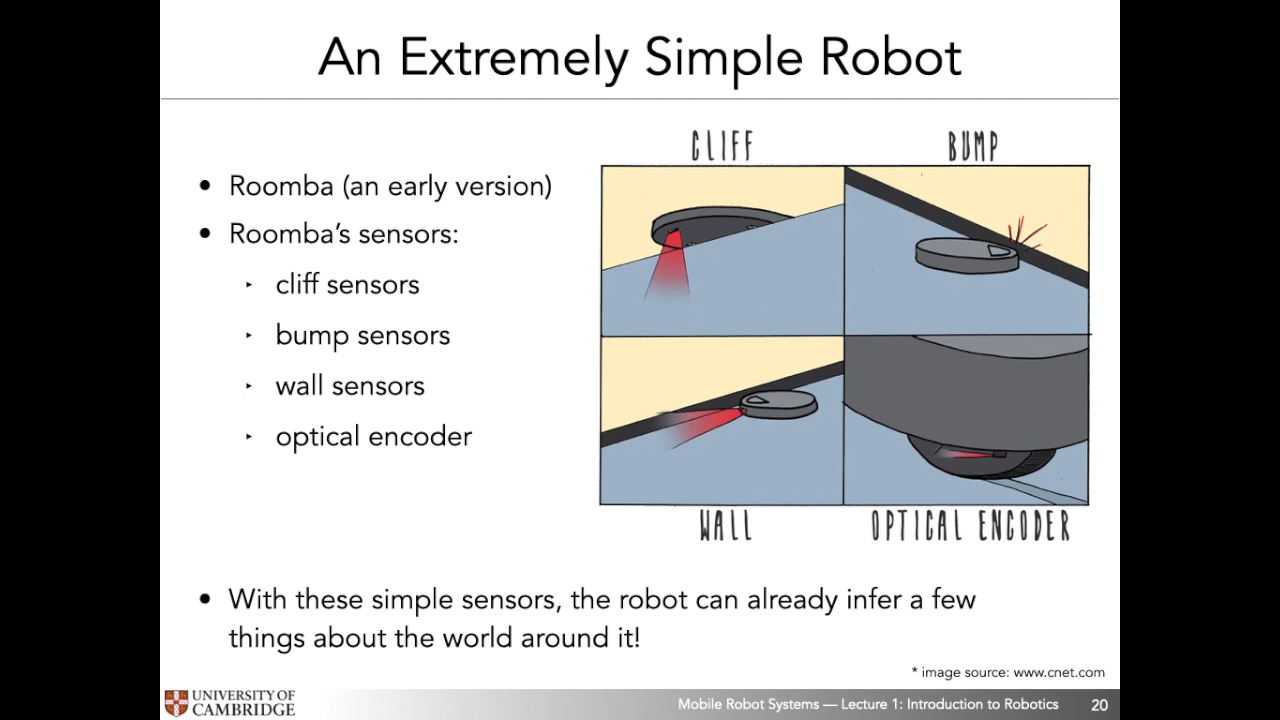 An Extremely Simple Robot
• Roomba (an early version)
• Roomba's sensors:
‣ cliff sensors
‣ bump sensors
‣ wall sensors
‣ optical encoder
CLIFF
BUMP
WALL
OPTICAL ENCODER
• With these simple sensors, the robot can already infer a few
things about the world around it!
* image source: www.cnet.com
UNIVERSITY OF
CAMBRIDGE
Mobile Robot Systems — Lecture 1: Introduction to Robotics
20